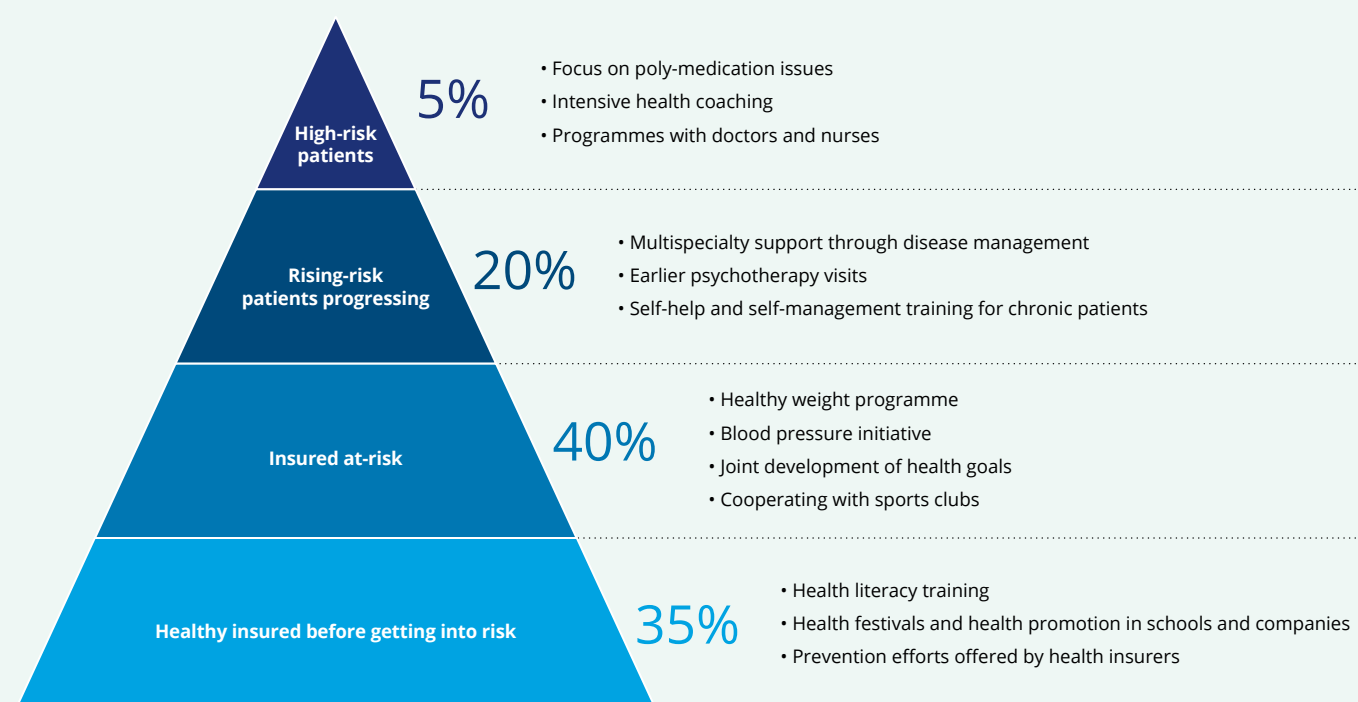 High-risk
patients
5%
• Focus on poly-medication issues
• Intensive health coaching
• Programmes with doctors and nurses
Rising-risk
patients progressing
20%
• Multispecialty support through disease management
• Earlier psychotherapy visits
• Self-help and self-management training for chronic patients
Insured at-risk
40%
• Healthy weight programme
• Blood pressure initiative
• Joint development of health goals
• Cooperating with sports clubs
Healthy insured before getting into risk
35%
• Health literacy training
• Health festivals and health promotion in schools and companies
• Prevention efforts offered by health insurers